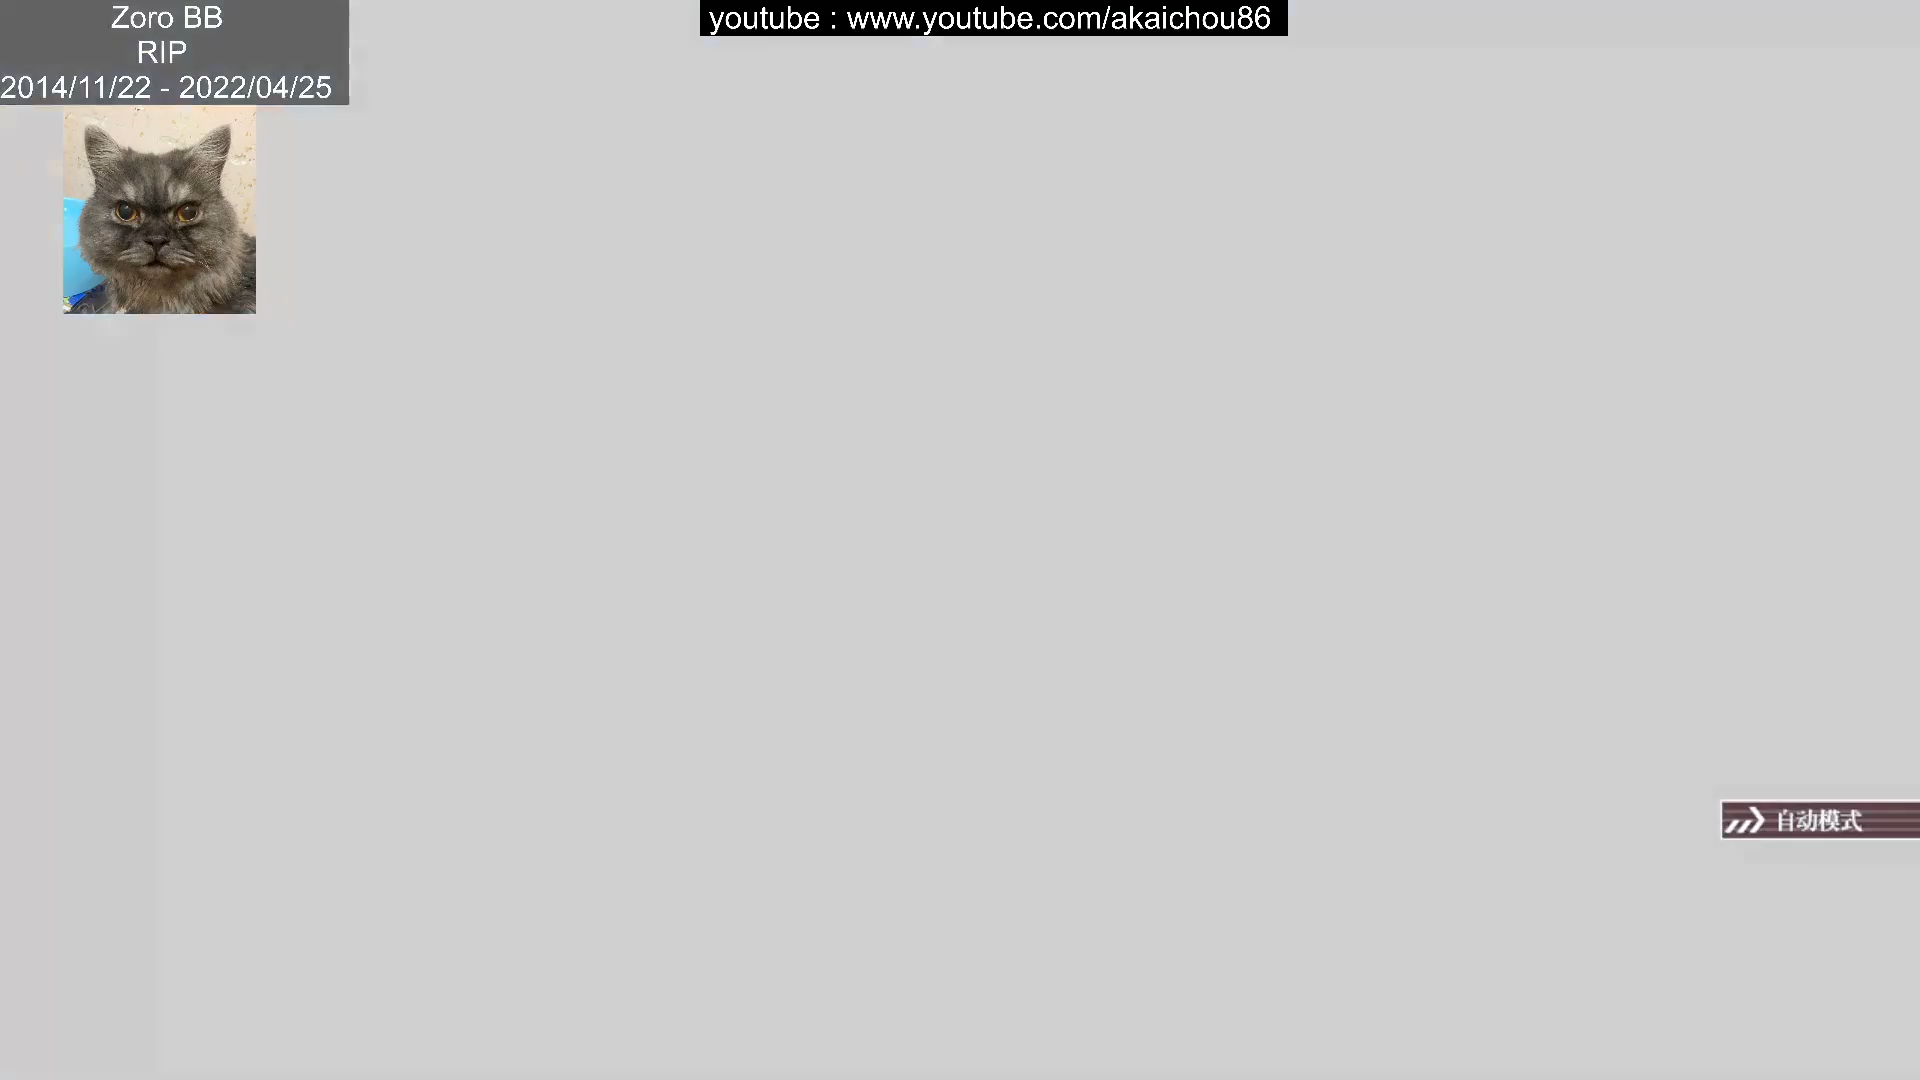 Zoro BB
RIP
2014/11/22 - 2022/04/25
youtube : www.youtube.com/akaichou86
自动模式